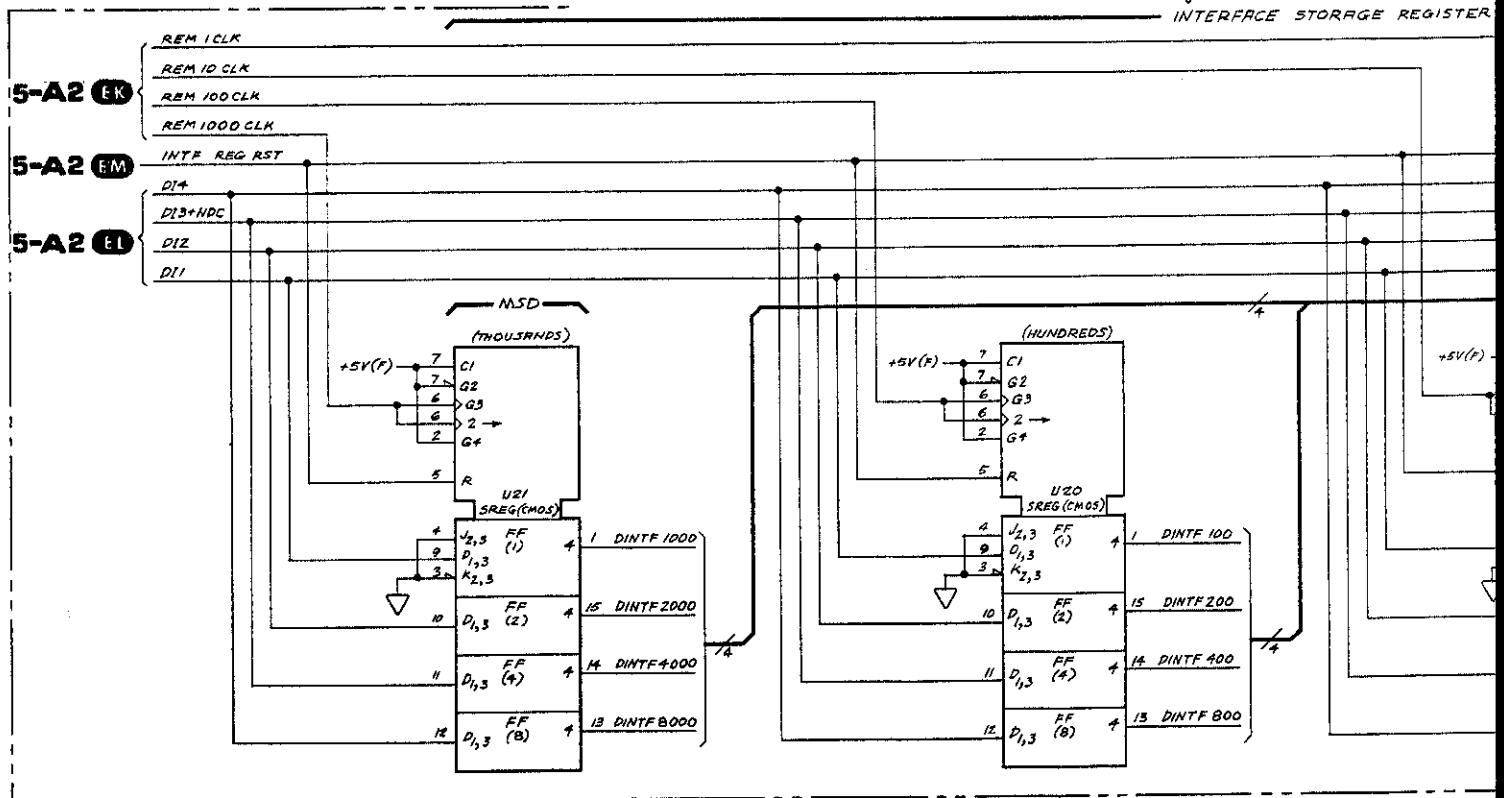 INTERFACE STORAGE REGISTER
5-A2 EK
REM 1 CLK
REM 10 CLK
REM 100 CLK
REM 1000 CLK
5-A2 EM
INTF REG RST
5-A2 EL
DI4
DI3+NDC
DI2
DI1
MSD
4
(THOUSANDS)
+5V(F)
7 C1
7 G2
6 G3
6 2 →
2 G4
5 R
U21
SREG(CMOS)
4 J2,3 FF (1) 4 1 DINTF 1000
9 D1,3
3 K2,3
10 D1,3 FF (2) 4 15 DINTF 2000
11 D1,3 FF (4) 4 14 DINTF 4000
12 D1,3 FF (8) 4 13 DINTF 8000
4
(HUNDREDS)
+5V(F)
7 C1
7 G2
6 G3
6 2 →
2 G4
5 R
U20
SREG(CMOS)
4 J2,3 FF (1) 4 1 DINTF 100
9 D1,3
3 K2,3
10 D1,3 FF (2) 4 15 DINTF 200
11 D1,3 FF (4) 4 14 DINTF 400
12 D1,3 FF (8) 4 13 DINTF 800
4
+5V(F)